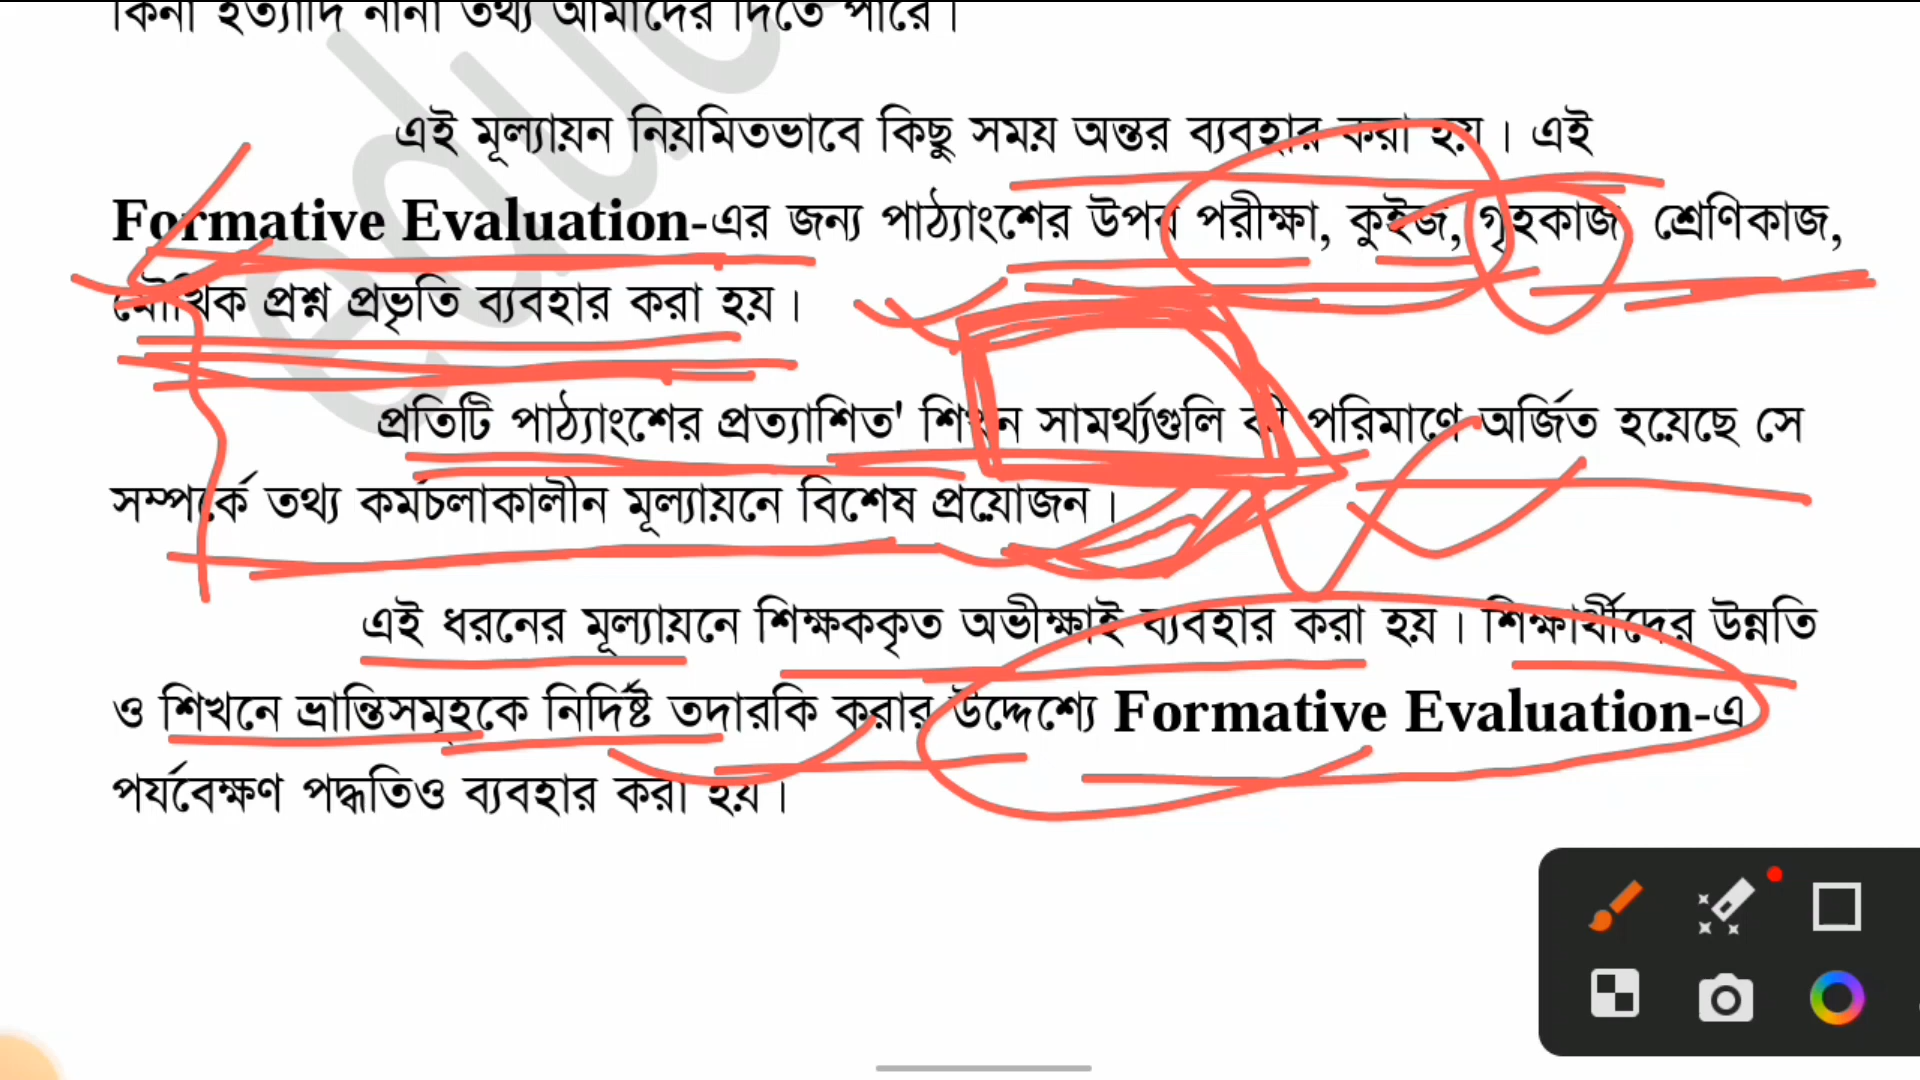 কিনা ইত্যাদি নানা তথ্য আমাদের দিতে পারে।
এই মূল্যায়ন নিয়মিতভাবে কিছু সময় অন্তর ব্যবহার করা হয়। এই
Formative Evaluation-এর জন্য পাঠ্যাংশের উপর পরীক্ষা, কুইজ, গৃহকাজ শ্রেণিকাজ,
মৌখিক প্রশ্ন প্রভৃতি ব্যবহার করা হয়।
প্রতিটি পাঠ্যাংশের প্রত্যাশিত' শিখন সামর্থ্যগুলি কী পরিমাণে অর্জিত হয়েছে সে
সম্পর্কে তথ্য কর্মচলাকালীন মূল্যায়নে বিশেষ প্রয়োজন।
এই ধরনের মূল্যায়নে শিক্ষককৃত অভীক্ষাই ব্যবহার করা হয়। শিক্ষার্থীদের উন্নতি
ও শিখনে ভ্রান্তিসমূহকে নিদির্ষ্ট তদারকি করার উদ্দেশ্যে Formative Evaluation-এ
পর্যবেক্ষণ পদ্ধতিও ব্যবহার করা হয়।